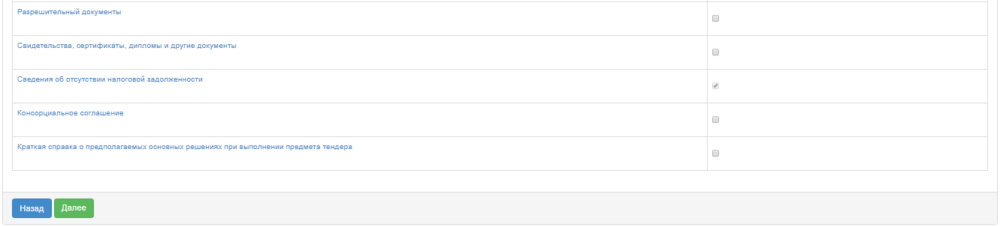 Разрешительный документы
Свидетельства, сертификаты, дипломы и другие документы
Сведения об отсутствии налоговой задолженности
Консорциальное соглашение
Краткая справка о предполагаемых основных решениях при выполнении предмета тендера
Назад Далее